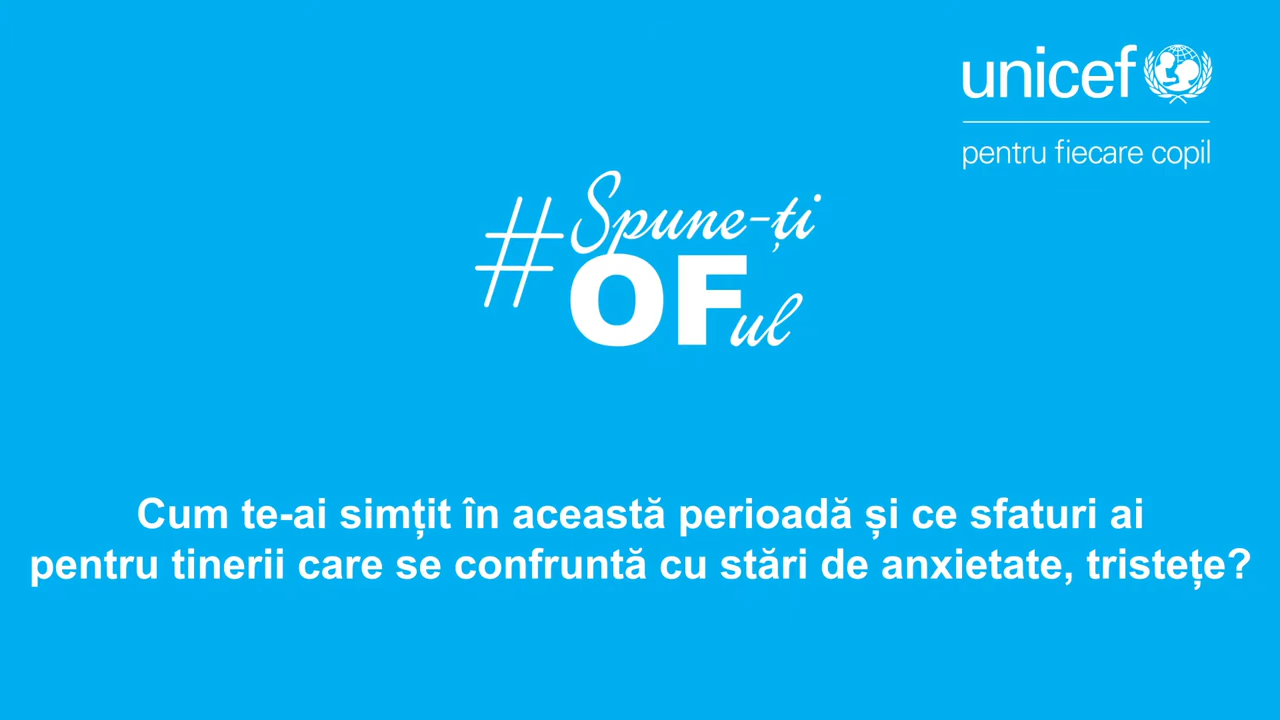 unicef
pentru fiecare copil
#Spune-ți
OFul
Cum te-ai simțit în această perioadă și ce sfaturi ai
pentru tinerii care se confruntă cu stări de anxietate, tristețe?